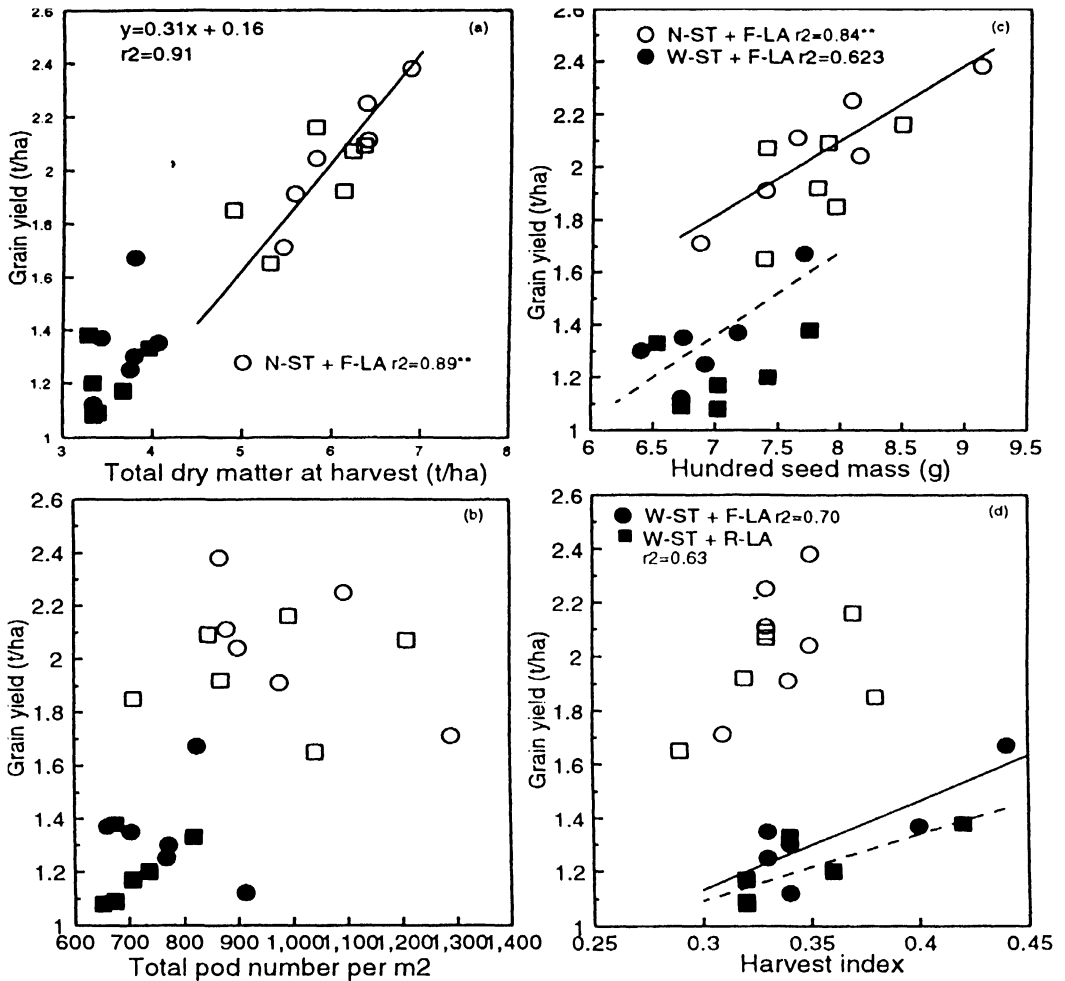 2.6
y=0.31x + 0.16
r2=0.91
(a)
2.4
2.2
2
1.8
1.6
1.4
1.2
1
Grain yield (t/ha)
N-ST + F-LA r2=0.89**
3 4 5 6 7 8
Total dry matter at harvest (t/ha)
2.6
N-ST + F-LA r2=0.84**
W-ST + F-LA r2=0.623
(c)
2.4
2.2
2
1.8
1.6
1.4
1.2
1
Grain yield (t/ha)
6 6.5 7 7.5 8 8.5 9 9.5
Hundred seed mass (g)
2.6
(b)
2.4
2.2
2
1.8
1.6
1.4
1.2
1
Grain yield (t/ha)
600 700 800 900 1,000 1,100 1,200 1,300 1,400
Total pod number per m2
2.6
W-ST + F-LA r2=0.70
W-ST + R-LA
r2=0.63
(d)
2.4
2.2
2
1.8
1.6
1.4
1.2
1
Grain yield (t/ha)
0.25 0.3 0.35 0.4 0.45
Harvest index